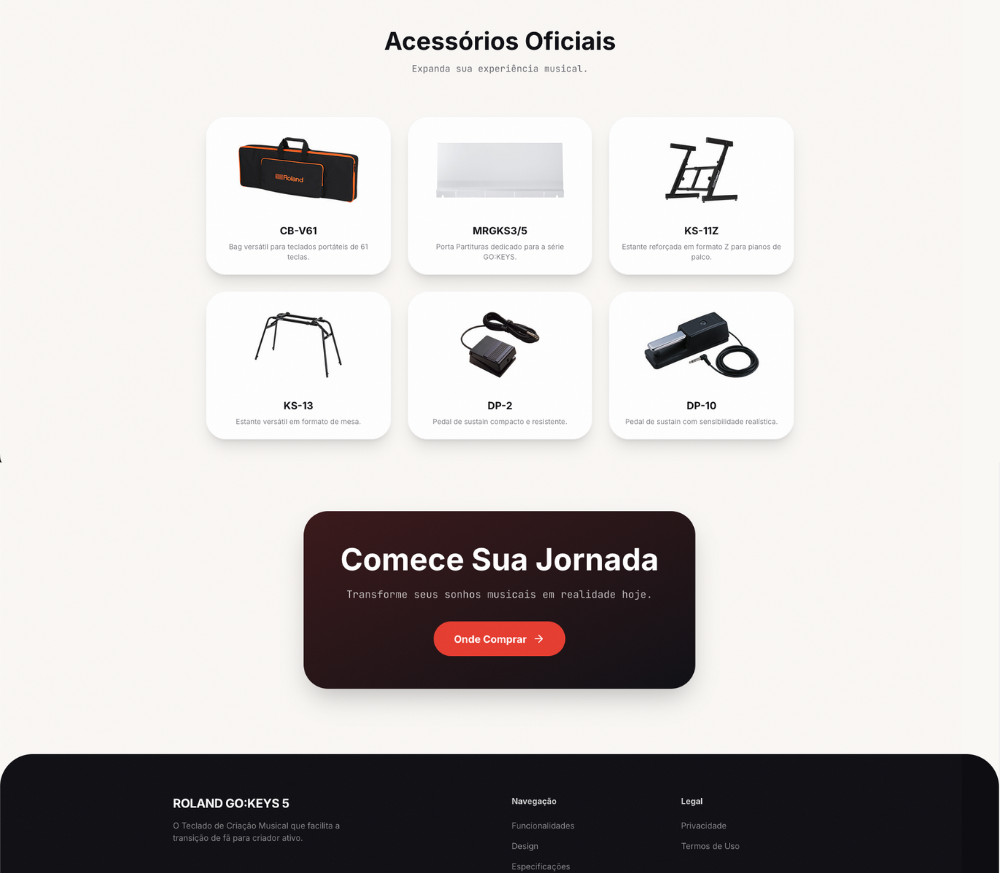 Acessórios Oficiais
Expanda sua experiência musical.
Roland
CB-V61
Bag versátil para teclados portáteis de 61
teclas.
MRGKS3/5
Porta Partituras dedicado para a série
GO:KEYS.
KS-11Z
Estante reforçada em formato Z para pianos de
palco.
KS-13
Estante versátil em formato de mesa.
DP-2
Pedal de sustain compacto e resistente.
DP-10
Pedal de sustain com sensibilidade realística.
Comece Sua Jornada
Transforme seus sonhos musicais em realidade hoje.
Onde Comprar →
ROLAND GO:KEYS 5
O Teclado de Criação Musical que facilita a
transição de fã para criador ativo.
Navegação
Funcionalidades
Design
Especificações
Legal
Privacidade
Termos de Uso